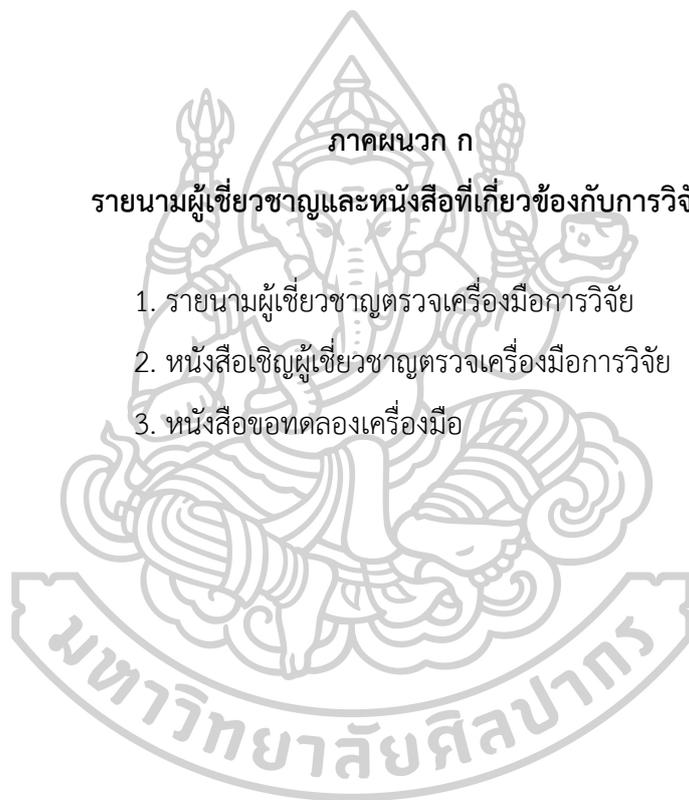 ภาคผนวก ก
รายนามผู้เชี่ยวชาญและหนังสือที่เกี่ยวข้องกับการวิจั
1. รายนามผู้เชี่ยวชาญตรวจเครื่องมือการวิจัย
2. หนังสือเชิญผู้เชี่ยวชาญตรวจเครื่องมือการวิจัย
3. หนังสือขอทดลองเครื่องมือ
มหาวิทยาลัยศิลปากร